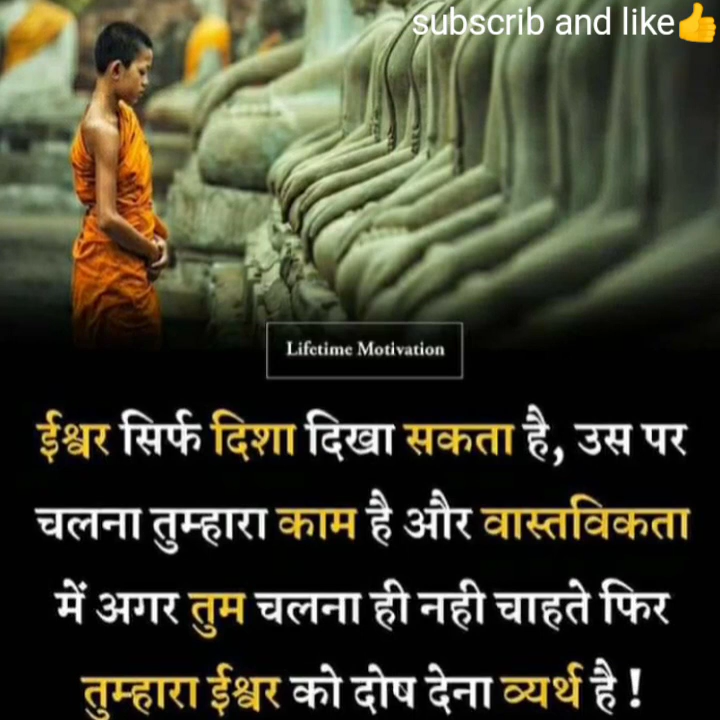 subscrib and like👍
Lifetime Motivation
ईश्वर सिर्फ दिशा दिखा सकता है, उस पर
चलना तुम्हारा काम है और वास्तविकता
में अगर तुम चलना ही नही चाहते फिर
तुम्हारा ईश्वर को दोष देना व्यर्थ है !